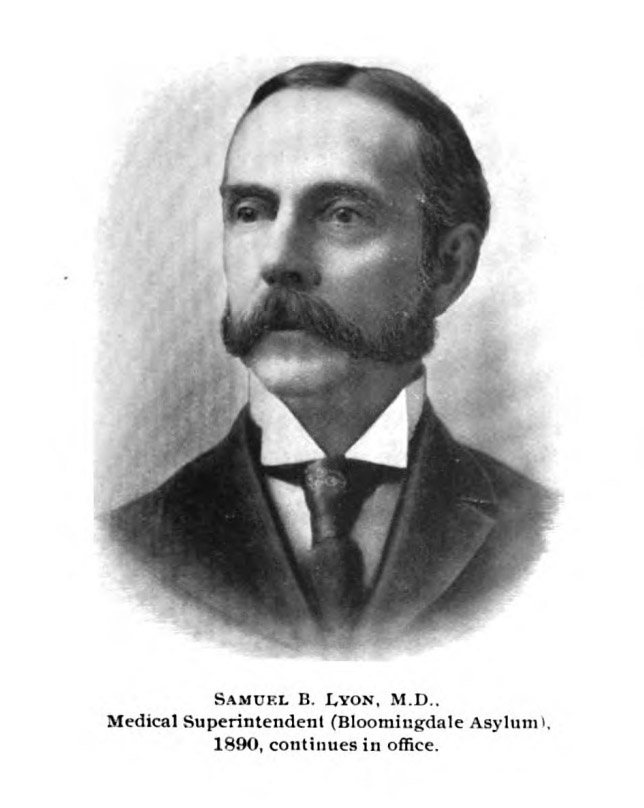 SAMUEL B. LYON, M.D.,
Medical Superintendent (Bloomingdale Asylum),
1890, continues in office.